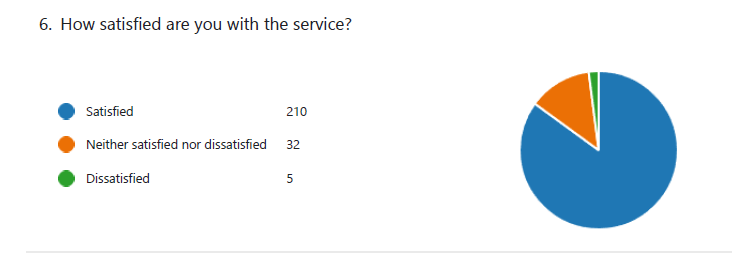 6. How satisfied are you with the service?
Satisfied 210
Neither satisfied nor dissatisfied 32
Dissatisfied 5